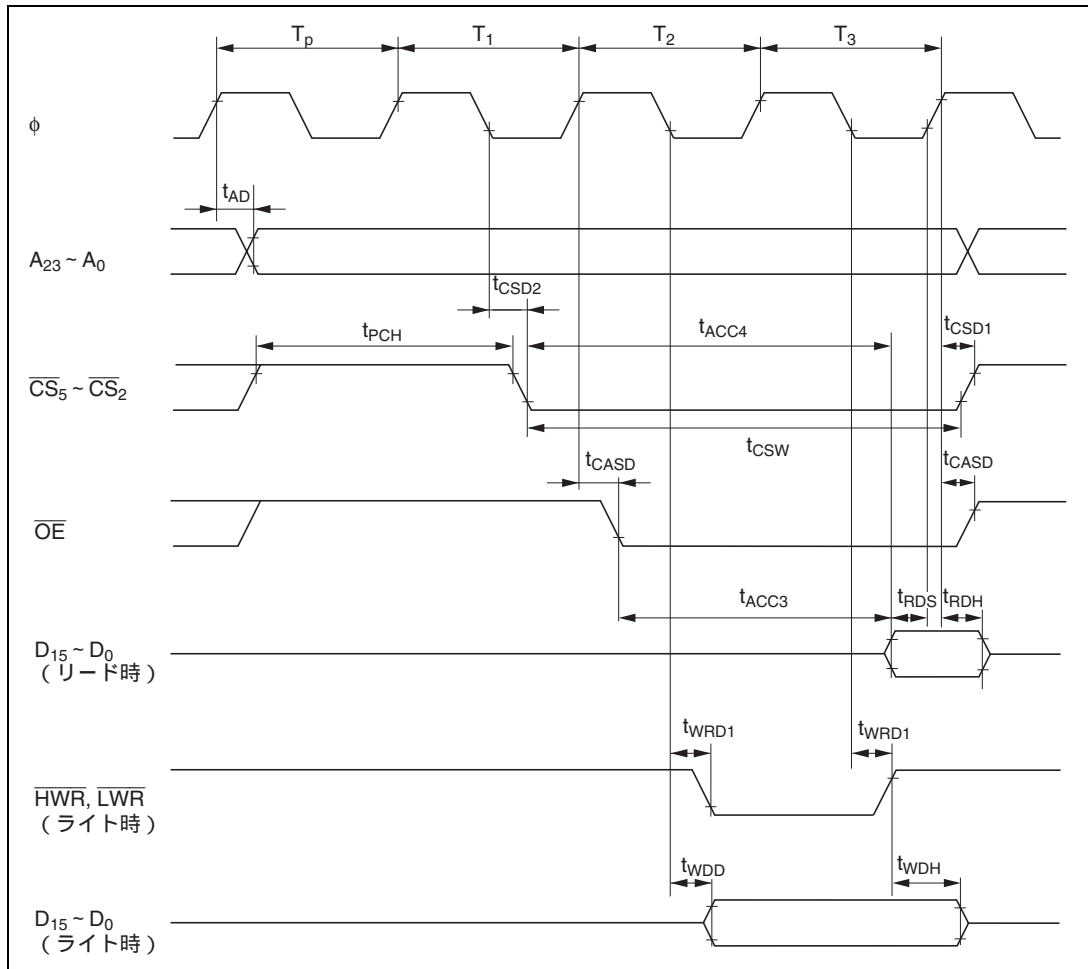 Tp T1 T2 T3
ϕ
tAD
A23 ~ A0
tCSD2
tPCH tACC4 tCSD1
CS5 ~ CS2
tCSW
tCASD tCASD
OE
tACC3 tRDS tRDH
D15 ~ D0
（リード時）
tWRD1 tWRD1
HWR, LWR
（ライト時）
tWDD tWDH
D15 ~ D0
（ライト時）